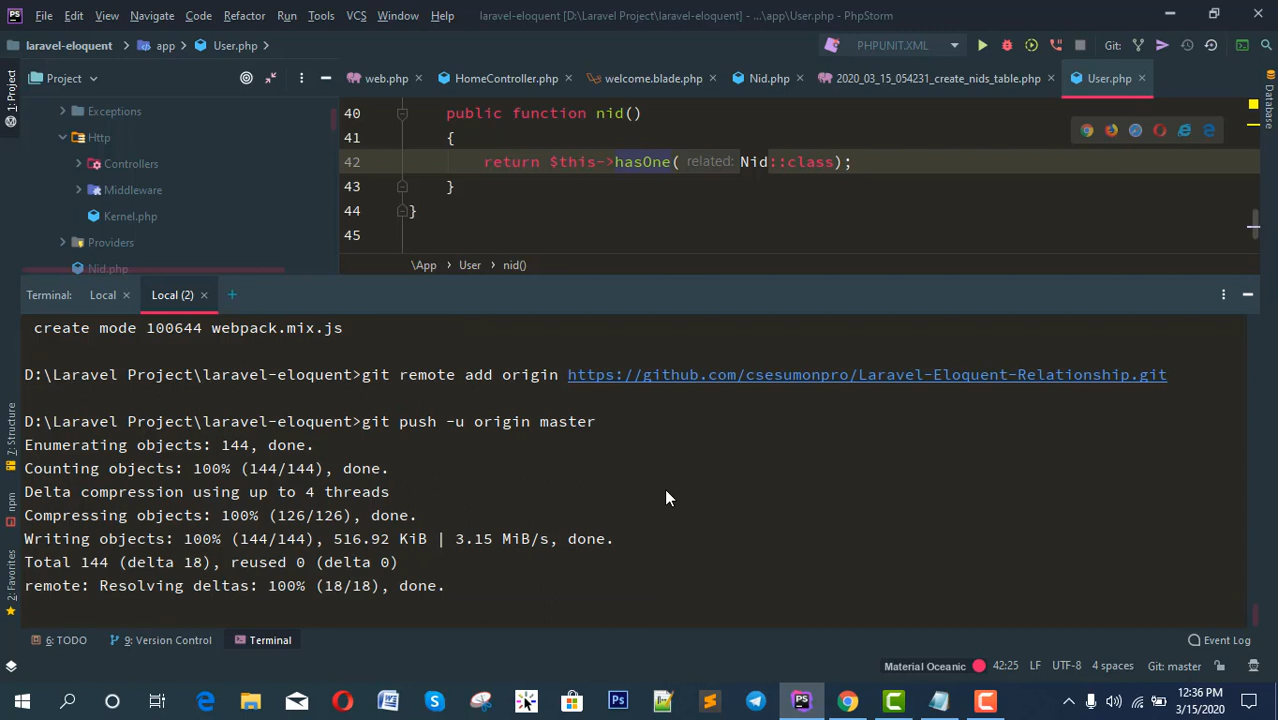 File Edit View Navigate Code Refactor Run Tools VCS Window Help laravel-eloquent [D:\Laravel Project\laravel-eloquent] - ...\app\User.php - PhpStorm
laravel-eloquent app User.php PHPUNIT.XML Git:
1: Project
Project
web.php HomeController.php welcome.blade.php Nid.php 2020_03_15_054231_create_nids_table.php User.php
Database
Exceptions
Http
Controllers
Middleware
Kernel.php
Providers
Nid.php
40 public function nid()
41 {
42 return $this->hasOne( related: Nid::class);
43 }
44 }
45
\App User nid()
Terminal: Local Local (2) +
create mode 100644 webpack.mix.js
D:\Laravel Project\laravel-eloquent>git remote add origin https://github.com/csesumonpro/Laravel-Eloquent-Relationship.git
D:\Laravel Project\laravel-eloquent>git push -u origin master
Enumerating objects: 144, done.
Counting objects: 100% (144/144), done.
Delta compression using up to 4 threads
Compressing objects: 100% (126/126), done.
Writing objects: 100% (144/144), 516.92 KiB | 3.15 MiB/s, done.
Total 144 (delta 18), reused 0 (delta 0)
remote: Resolving deltas: 100% (18/18), done.
7: Structure
npm
2: Favorites
6: TODO 9: Version Control Terminal Event Log
Material Oceanic 42:25 LF UTF-8 4 spaces Git: master
12:36 PM
3/15/2020